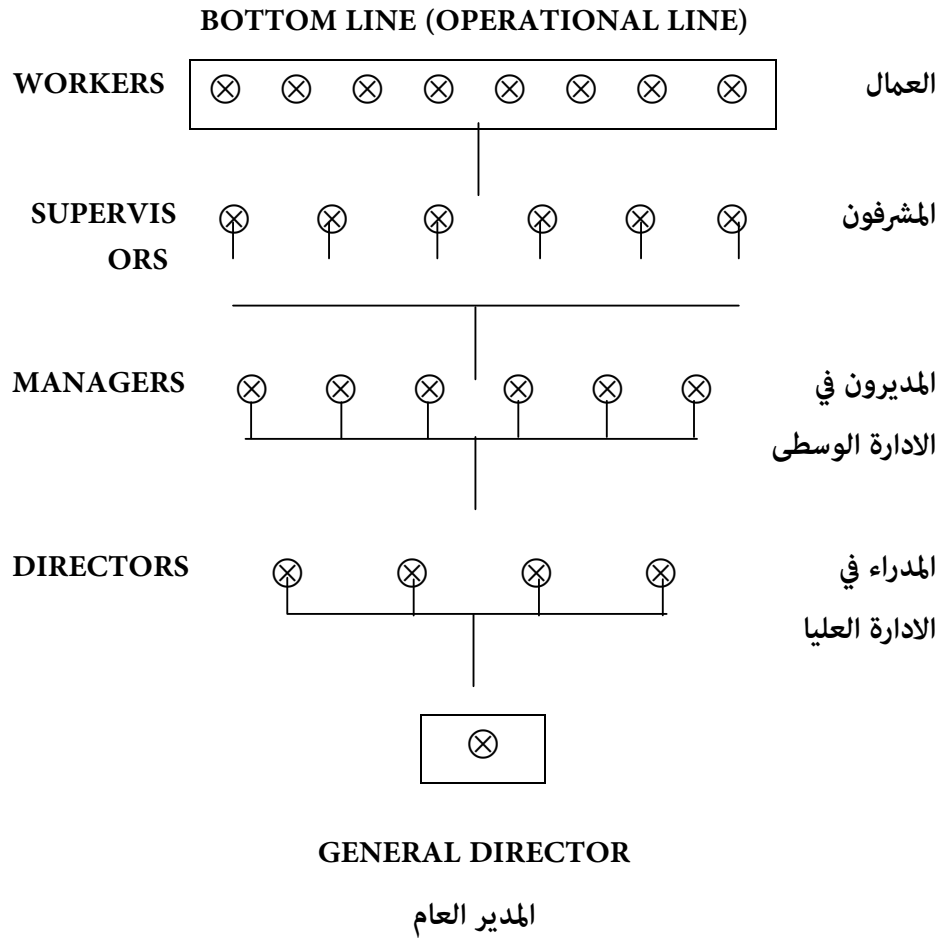 BOTTOM LINE (OPERATIONAL LINE)
WORKERS
العمال
SUPERVIS
ORS
المشرفون
MANAGERS
المديرون في
الادارة الوسطى
DIRECTORS
المدراء في
الادارة العليا
GENERAL DIRECTOR
المدير العام